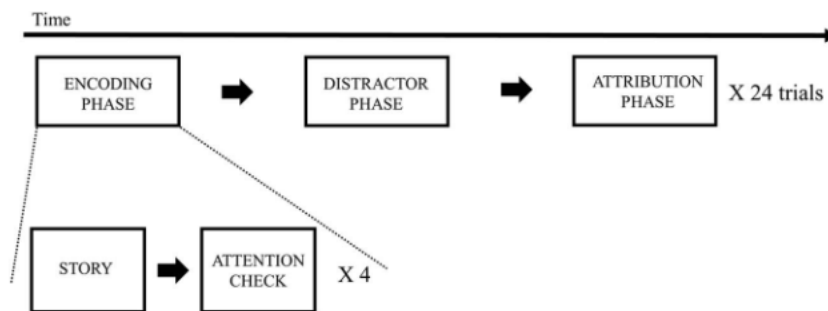 Time
ENCODING
PHASE
DISTRACTOR
PHASE
ATTRIBUTION
PHASE
X 24 trials
STORY
ATTENTION
CHECK
X 4